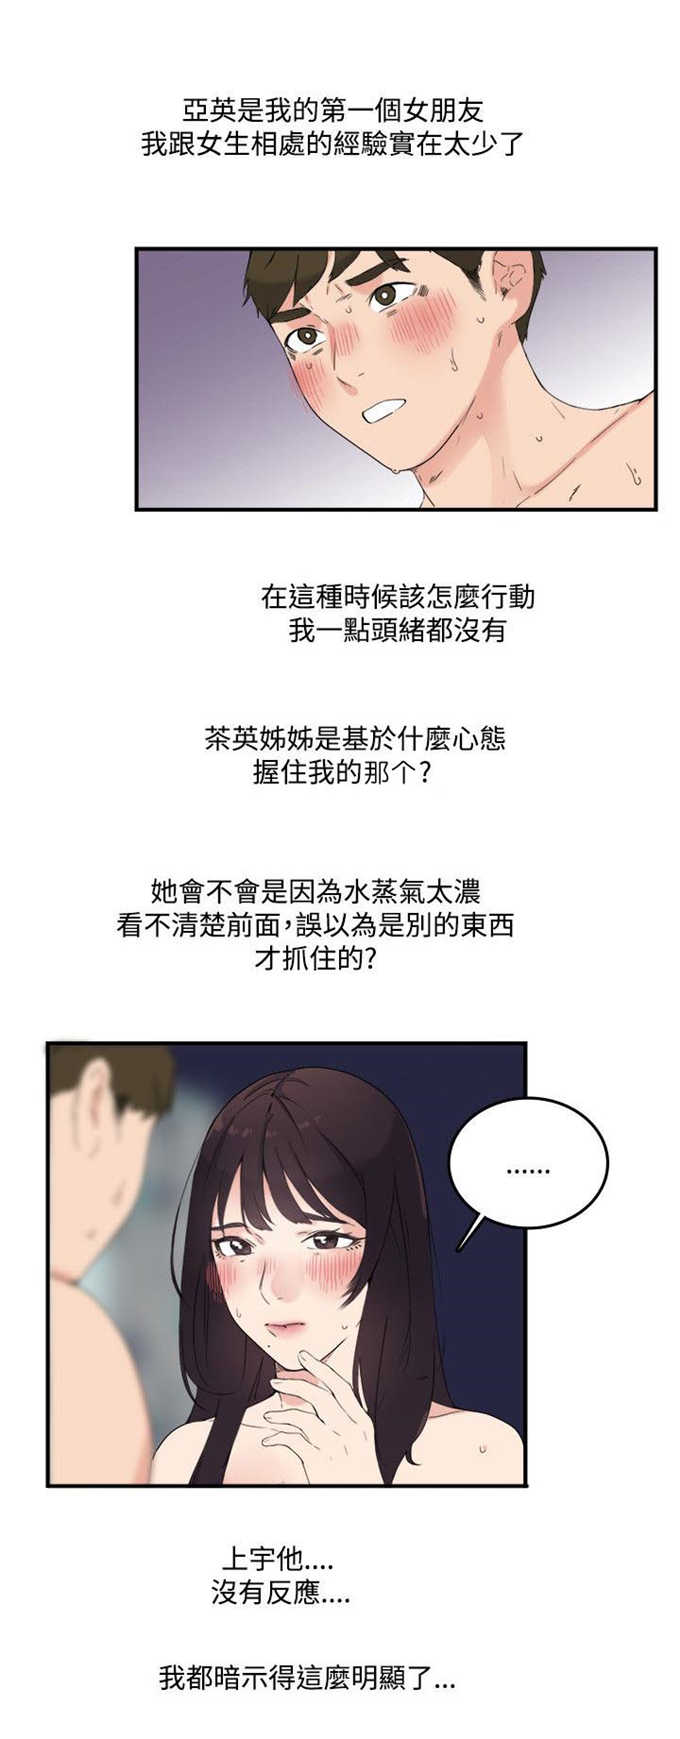 亞英是我的第一個女朋友
我跟女生相處的經驗實在太少了
在這種時候該怎麼行動
我一點頭緒都沒有
茶英姊姊是基於什麼心態
握住我的那个?
她會不會是因為水蒸氣太濃
看不清楚前面,誤以為是別的東西
才抓住的?
......
上宇他....
沒有反應....
我都暗示得這麼明顯了...